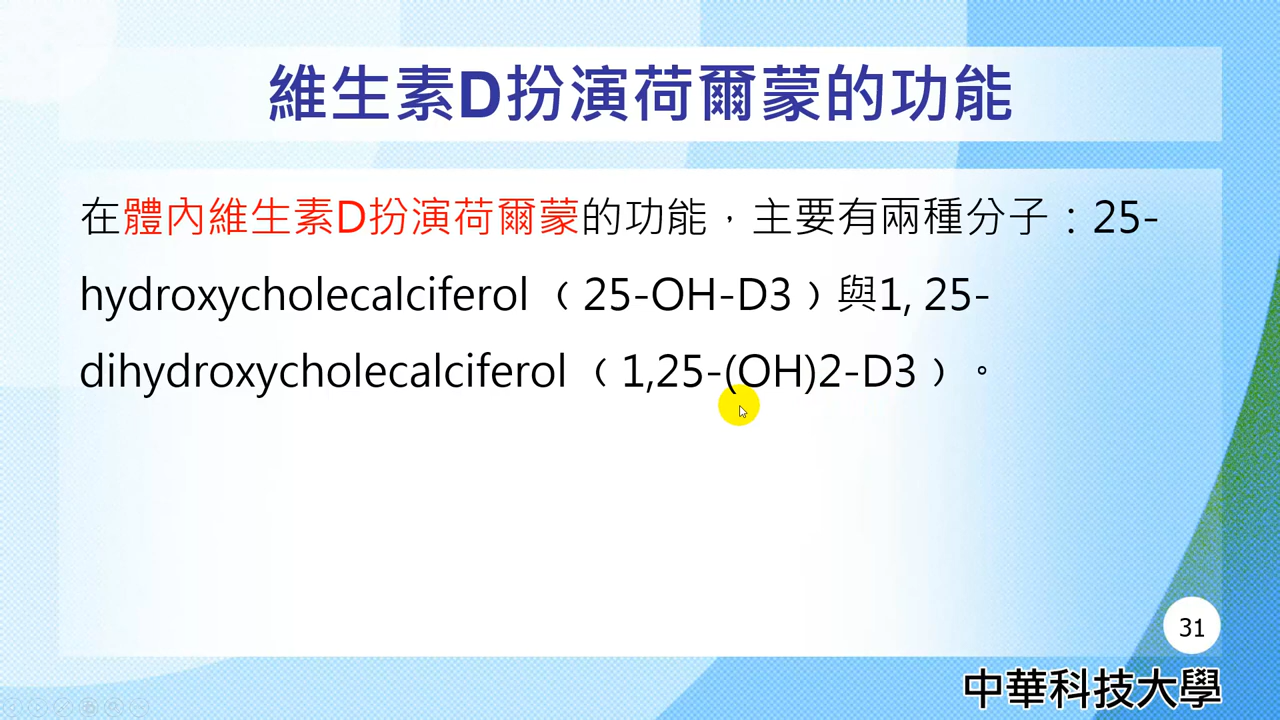 維生素D扮演荷爾蒙的功能
在體內維生素D扮演荷爾蒙的功能，主要有兩種分子：25-
hydroxycholecalciferol（25-OH-D3）與1, 25-
dihydroxycholecalciferol（1,25-(OH)2-D3）。
31
中華科技大學